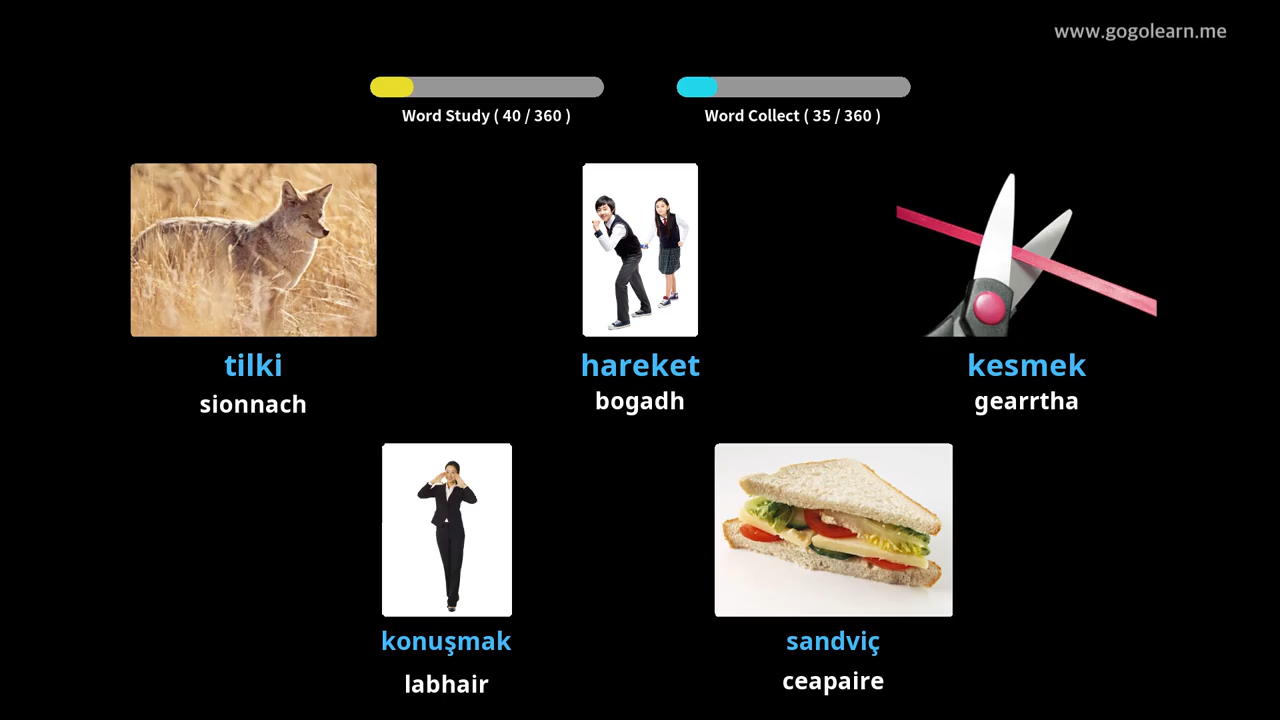 www.gogolearn.me
Word Study ( 40 / 360 )
Word Collect ( 35 / 360 )
tilki
sionnach
hareket
bogadh
kesmek
gearrtha
konuşmak
labhair
sandviç
ceapaire